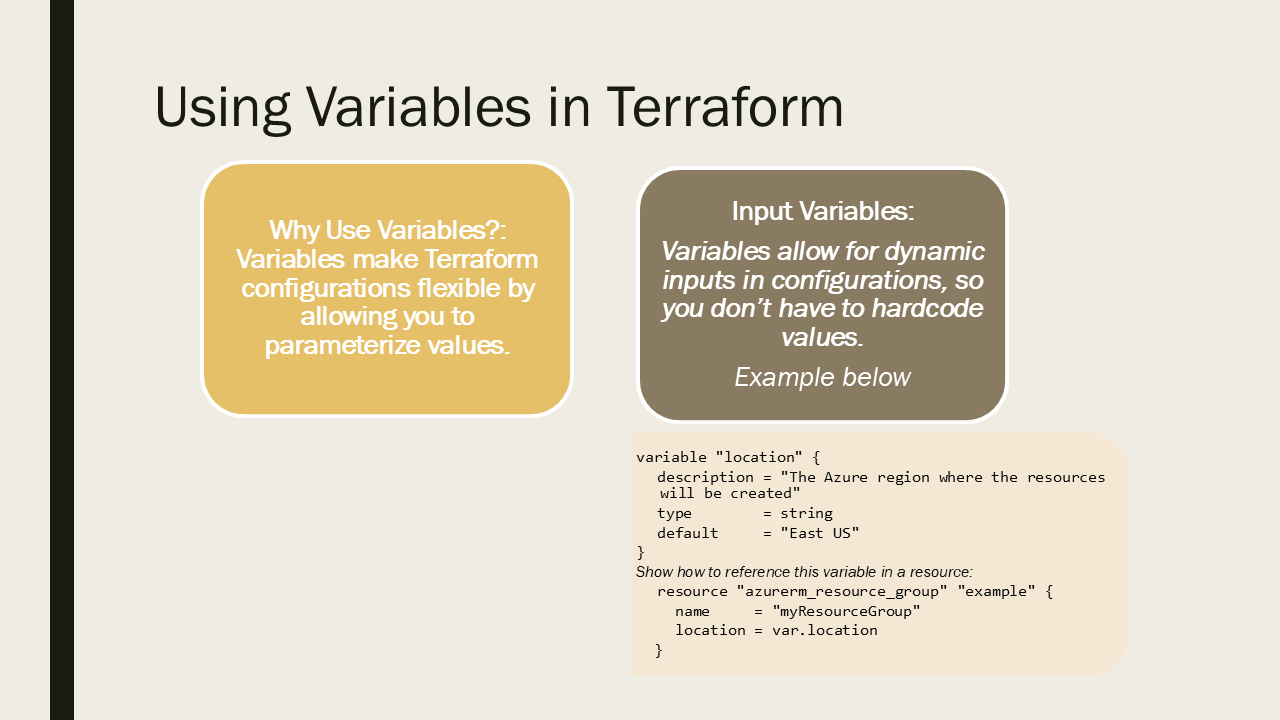 Using Variables in Terraform
Why Use Variables?:
Variables make Terraform
configurations flexible by
allowing you to
parameterize values.
Input Variables:
Variables allow for dynamic
inputs in configurations, so
you don’t have to hardcode
values.
Example below
variable "location" {
description = "The Azure region where the resources
will be created"
type        = string
default     = "East US"
}
Show how to reference this variable in a resource:
resource "azurerm_resource_group" "example" {
name     = "myResourceGroup"
location = var.location
}